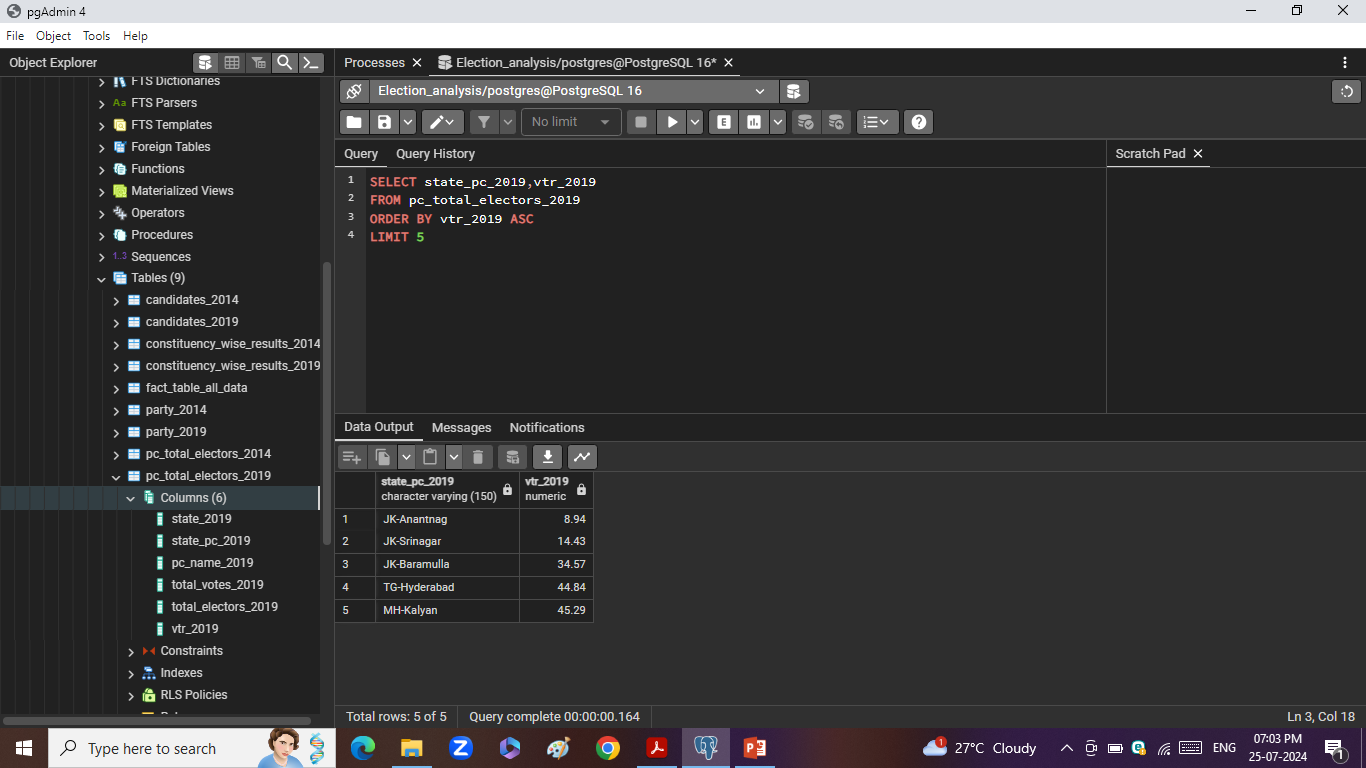 pgAdmin 4
File Object Tools Help
Object Explorer
Processes
Election_analysis/postgres@PostgreSQL 16*
Election_analysis/postgres@PostgreSQL 16
No limit
E
Query Query History
Scratch Pad
1 SELECT state_pc_2019,vtr_2019
2 FROM pc_total_electors_2019
3 ORDER BY vtr_2019 ASC
4 LIMIT 5
FTS Dictionaries
Aa FTS Parsers
FTS Templates
Foreign Tables
Functions
Materialized Views
Operators
Procedures
1..3 Sequences
Tables (9)
candidates_2014
candidates_2019
constituency_wise_results_2014
constituency_wise_results_2019
fact_table_all_data
party_2014
party_2019
pc_total_electors_2014
pc_total_electors_2019
Columns (6)
state_2019
state_pc_2019
pc_name_2019
total_votes_2019
total_electors_2019
vtr_2019
Constraints
Indexes
RLS Policies
Data Output Messages Notifications
state_pc_2019 vtr_2019
character varying (150) numeric
1 JK-Anantnag 8.94
2 JK-Srinagar 14.43
3 JK-Baramulla 34.57
4 TG-Hyderabad 44.84
5 MH-Kalyan 45.29
Total rows: 5 of 5 Query complete 00:00:00.164 Ln 3, Col 18
Type here to search
1
27°C Cloudy
ENG
07:03 PM
25-07-2024
1